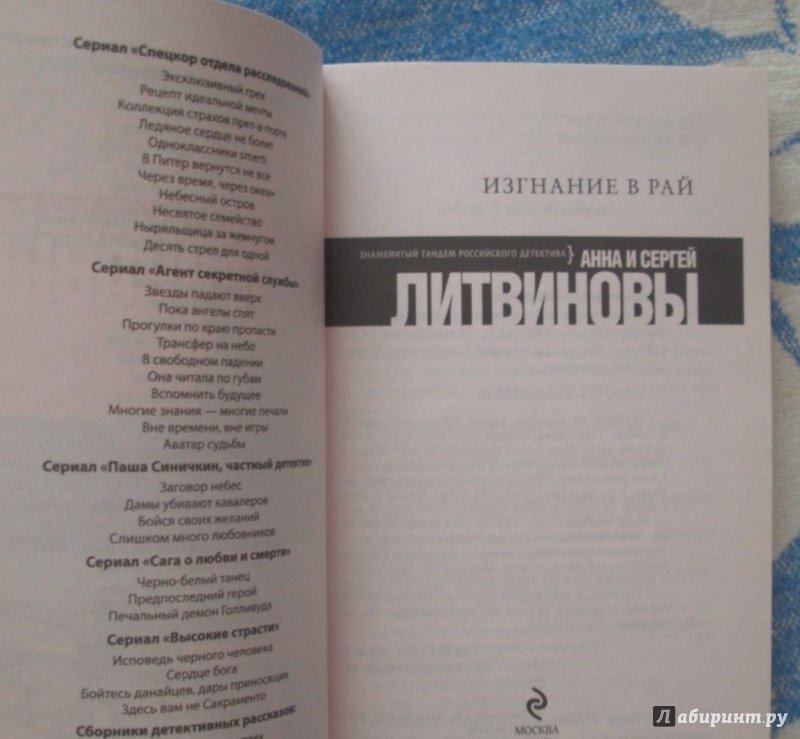 Сериал «Спецкор отдела расследований»
Эксклюзивный грех
Рецепт идеальной мечты
Коллекция страхов прет-а-порте
Ледяное сердце не болит
Одноклассники smerti
В Питер вернутся не все
Через время, через океан
Небесный остров
Несвятое семейство
Ныряльщица за жемчугом
Десять стрел для одной
Сериал «Агент секретной службы»
Звезды падают вверх
Пока ангелы спят
Прогулки по краю пропасти
Трансфер на небо
В свободном падении
Она читала по губам
Вспомнить будущее
Многие знания — многие печали
Вне времени, вне игры
Аватар судьбы
Сериал «Паша Синичкин, частный детектив»
Заговор небес
Дамы убивают кавалеров
Бойся своих желаний
Слишком много любовников
Сериал «Сага о любви и смерти»
Черно-белый танец
Предпоследний герой
Печальный демон Голливуда
Сериал «Высокие страсти»
Исповедь черного человека
Сердце бога
Бойтесь данайцев, дары приносящих
Здесь вам не Сакраменто
Сборники детективных рассказов:
ИЗГНАНИЕ В РАЙ
ЗНАМЕНИТЫЙ ТАНДЕМ РОССИЙСКОГО ДЕТЕКТИВА} АННА И СЕРГЕЙ
ЛИТВИНОВЫ
МОСКВА
Лабиринт.ру